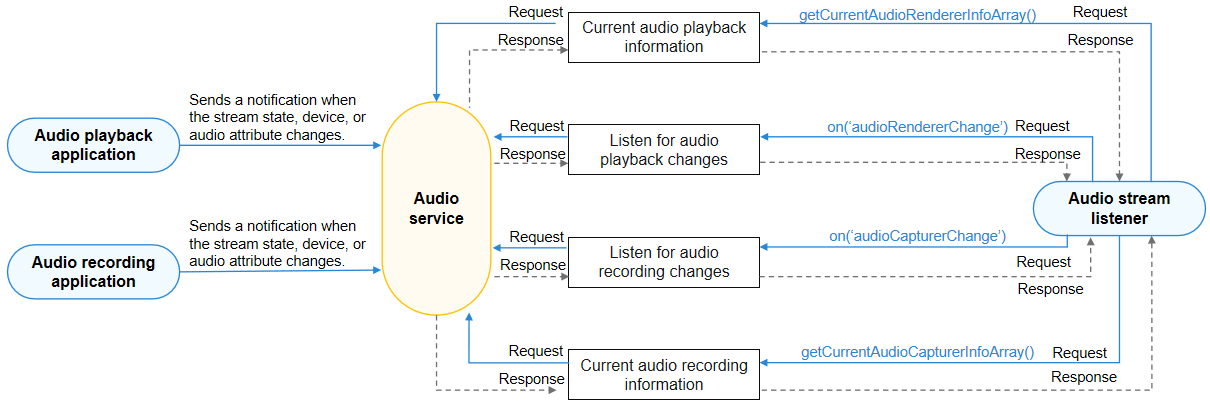 Request
Response
Current audio playback
information
getCurrentAudioRendererInfoArray()
Request
Response
Sends a notification when
the stream state, device, or
audio attribute changes.
Audio playback
application
Request
Response
Listen for audio
playback changes
on(‘audioRendererChange’)
Request
Response
Audio
service
Audio stream
listener
Sends a notification when
the stream state, device, or
audio attribute changes.
Audio recording
application
Request
Response
Listen for audio
recording changes
on(‘audioCapturerChange’)
Request
Response
Request
Response
Current audio recording
information
getCurrentAudioCapturerInfoArray()
Request
Response